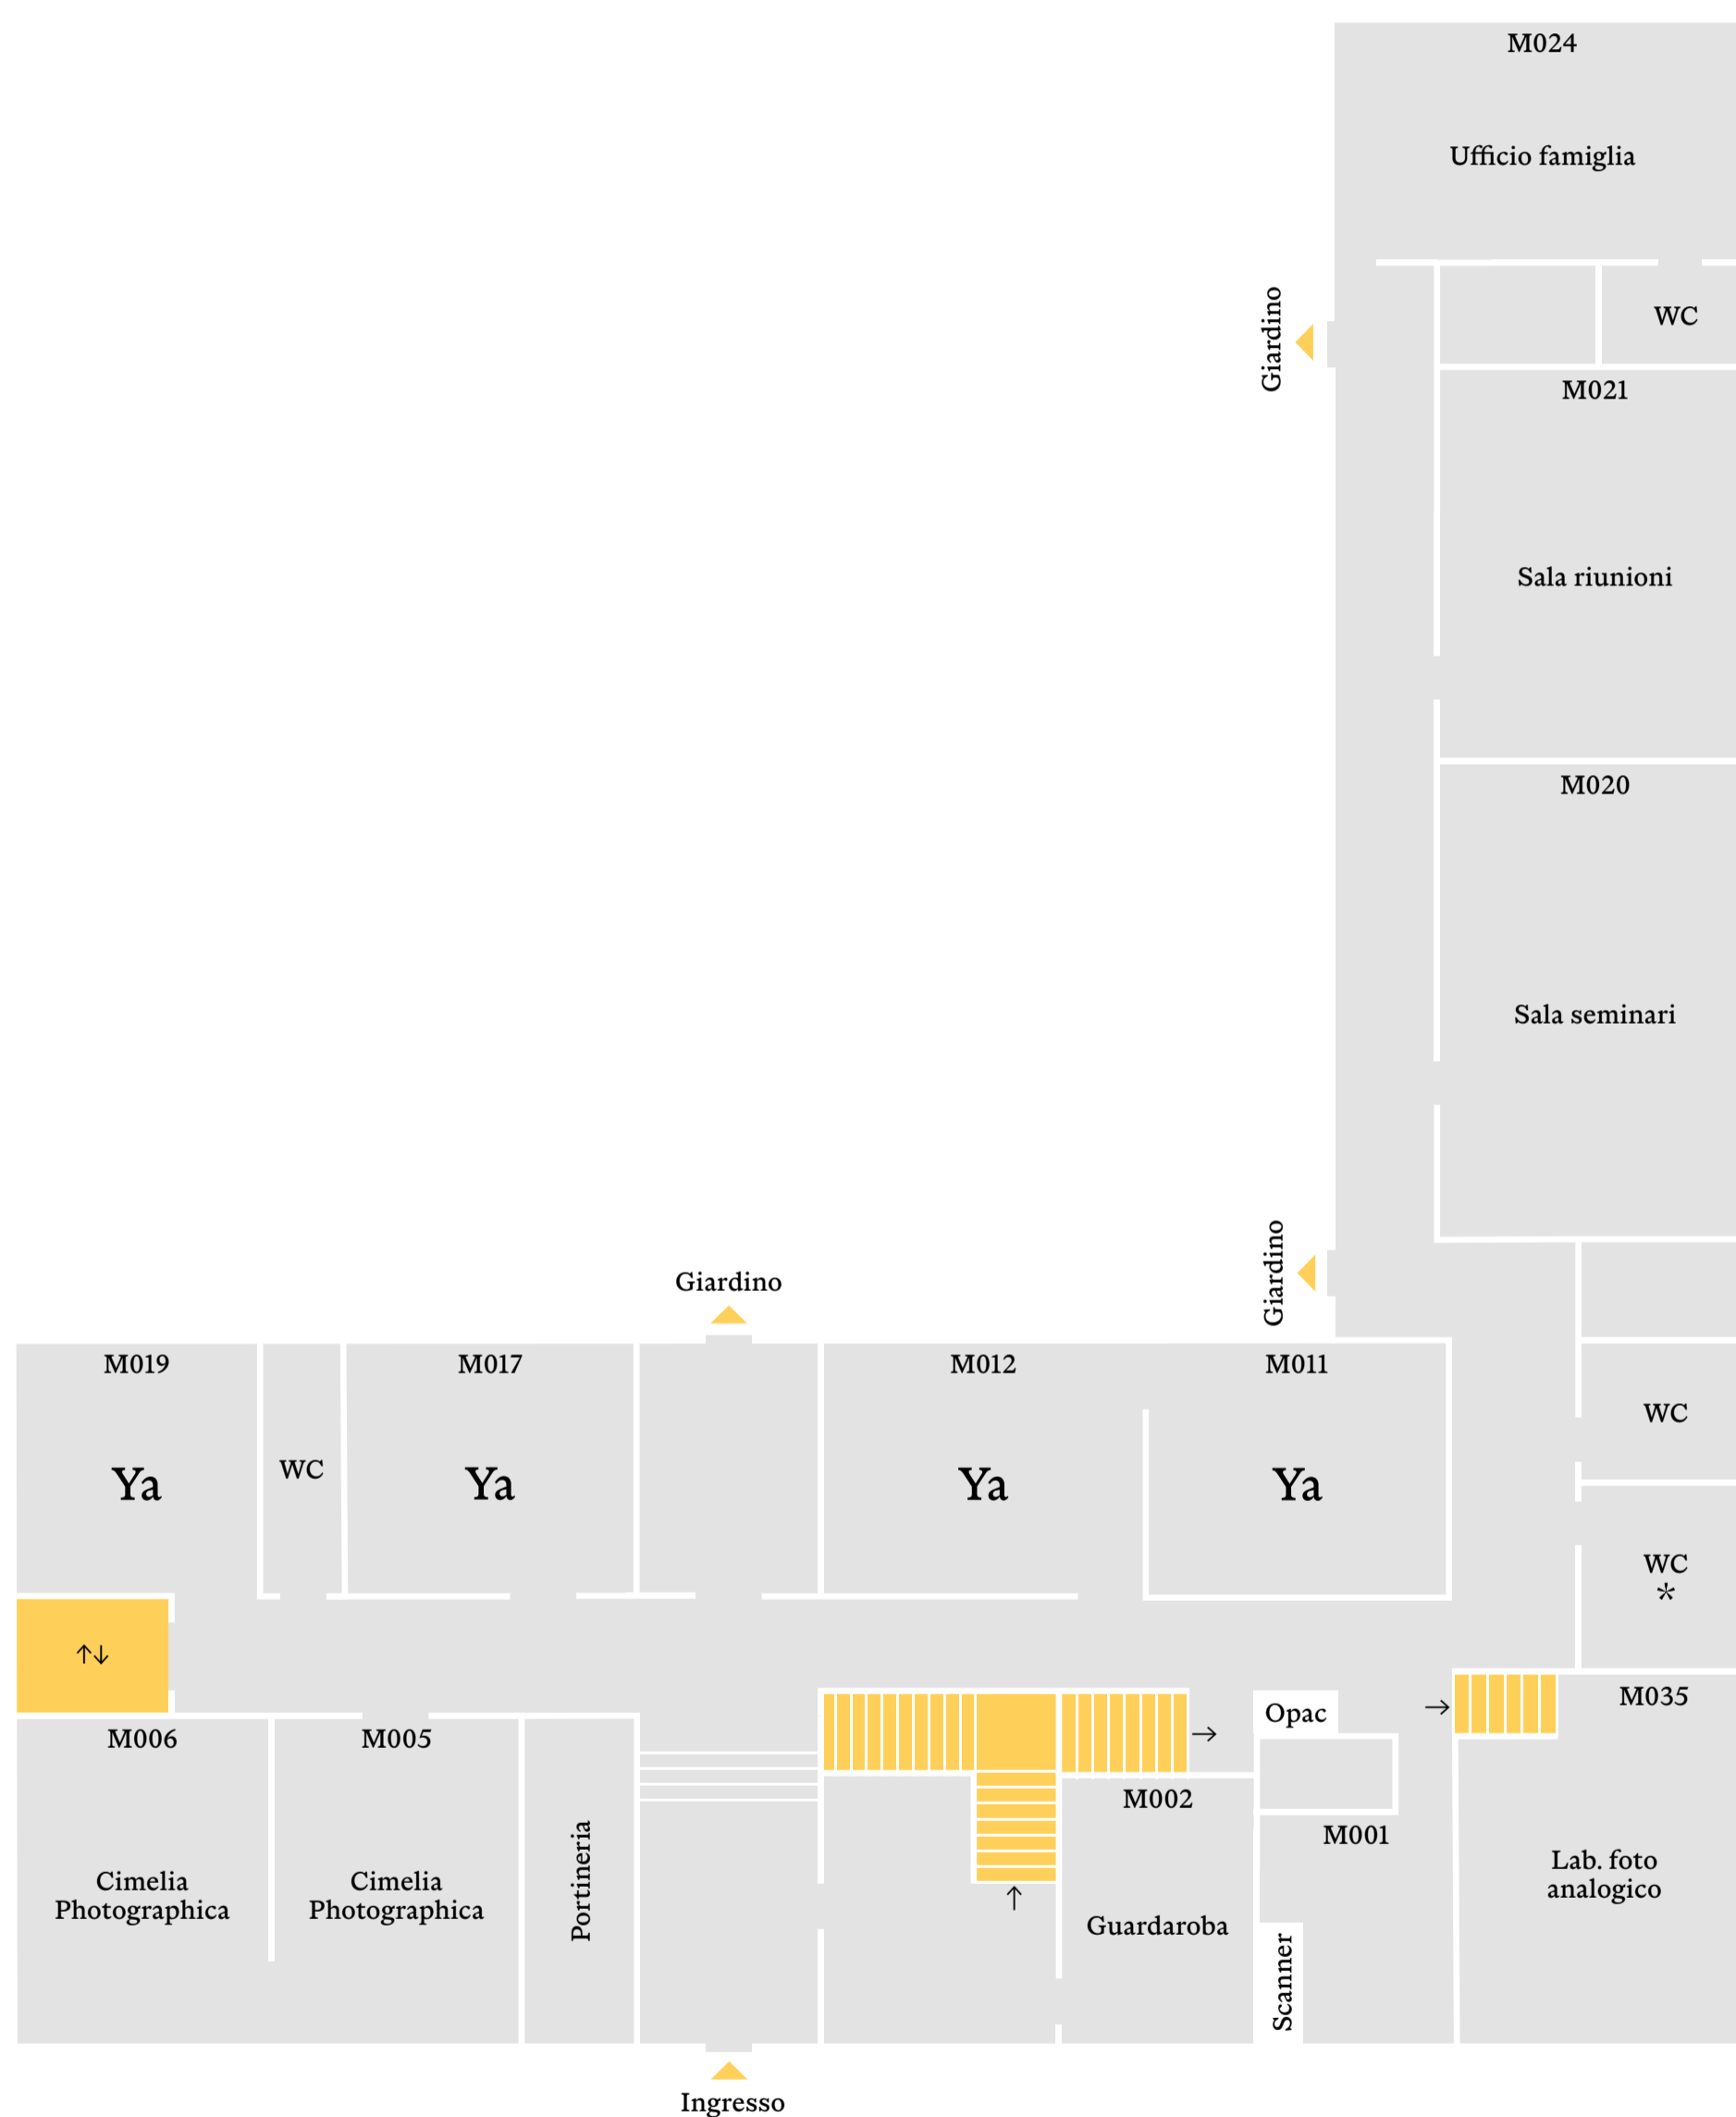 M024
Ufficio famiglia
Giardino
WC
M021
Sala riunioni
M020
Sala seminari
Giardino
Giardino
M019
M017
M012
M011
Ya
WC
Ya
Ya
Ya
WC
WC
*
↑↓
M006
M005
Opac
→
→
M035
M002
M001
Cimelia
Photographica
Cimelia
Photographica
Portineria
↑
Guardaroba
Scanner
Lab. foto
analogico
Ingresso